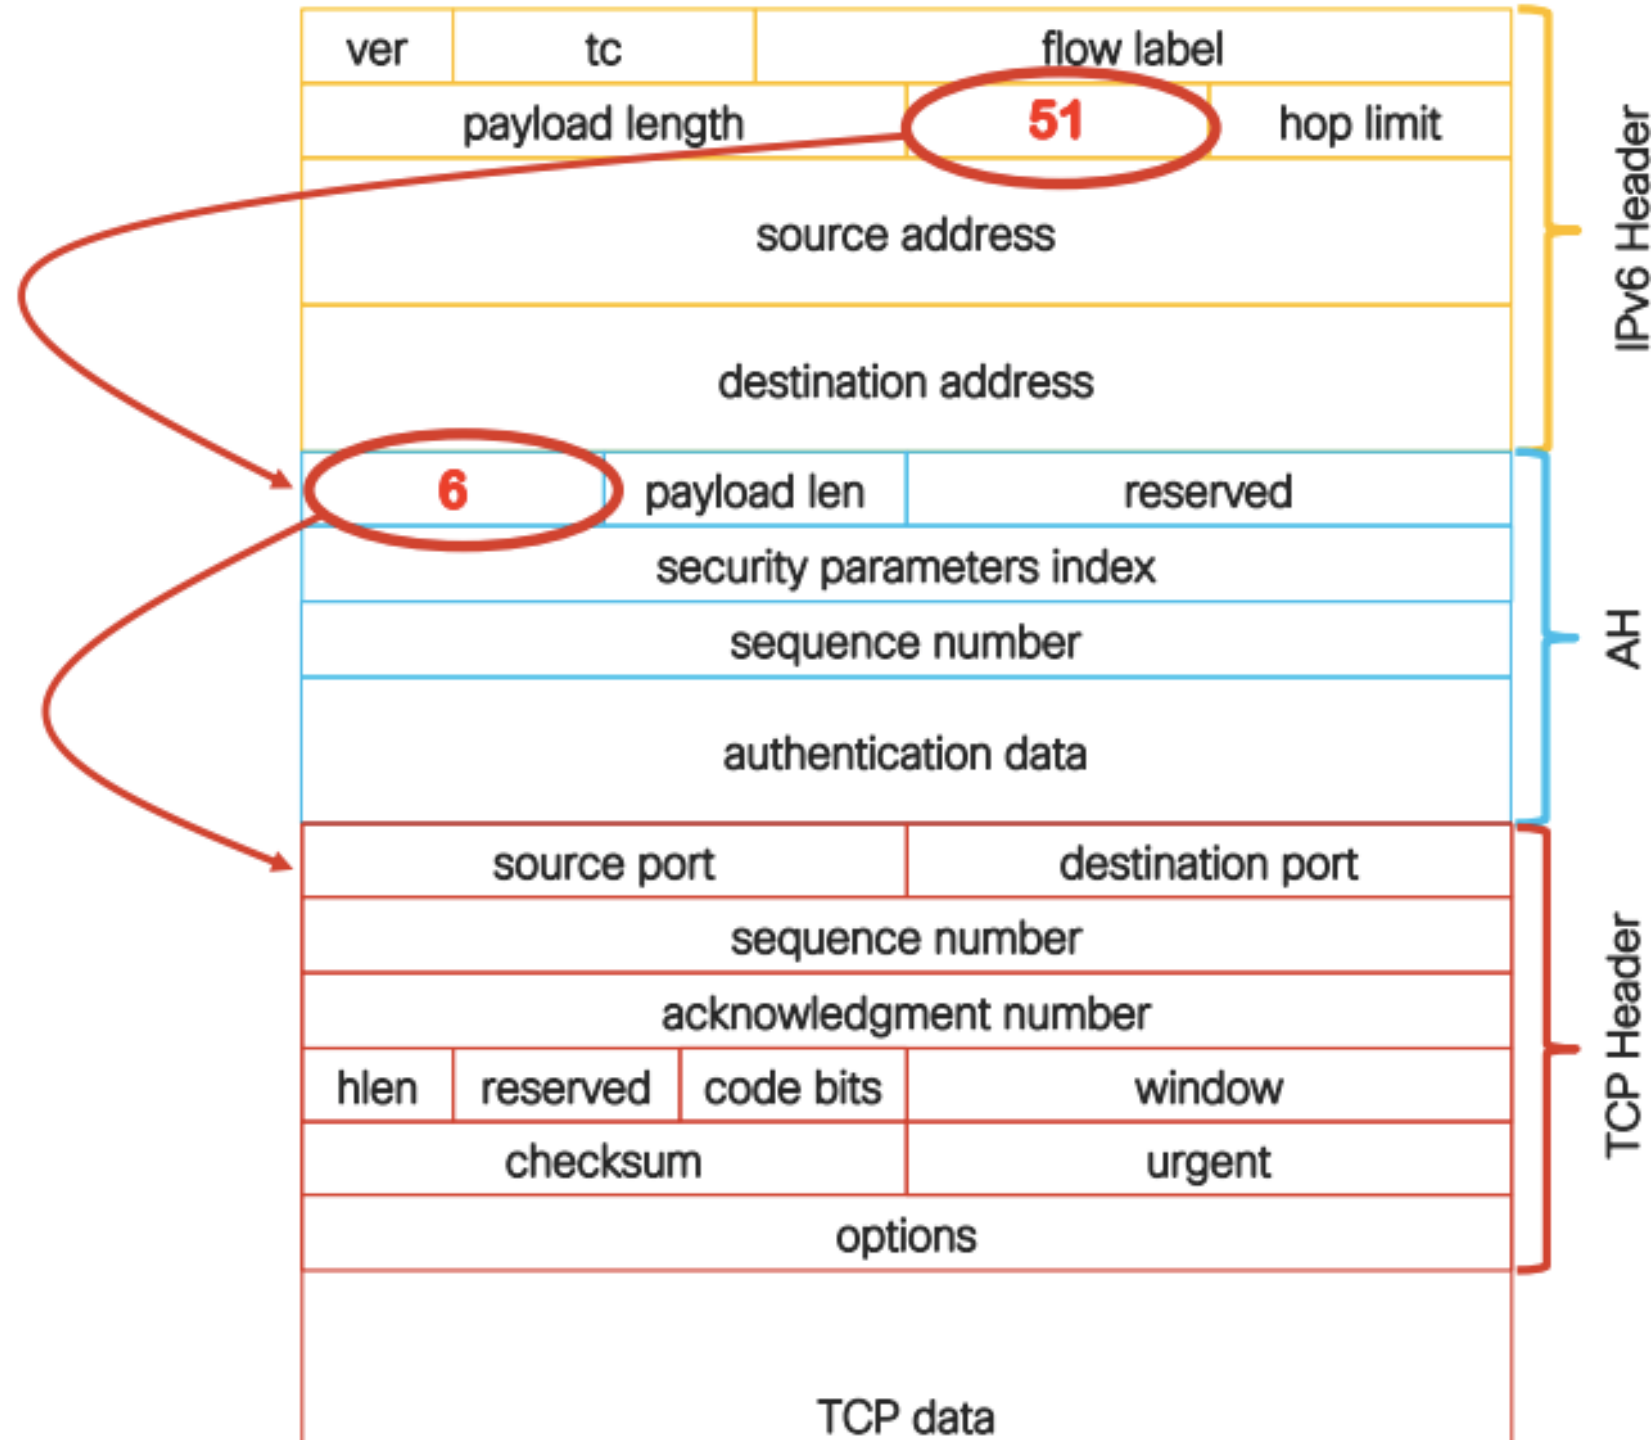 ver tc flow label
payload length 51 hop limit
source address
destination address
IPv6 Header
6 payload len reserved
security parameters index
sequence number
authentication data
AH
source port destination port
sequence number
acknowledgment number
hlen reserved code bits window
checksum urgent
options
TCP Header
TCP data